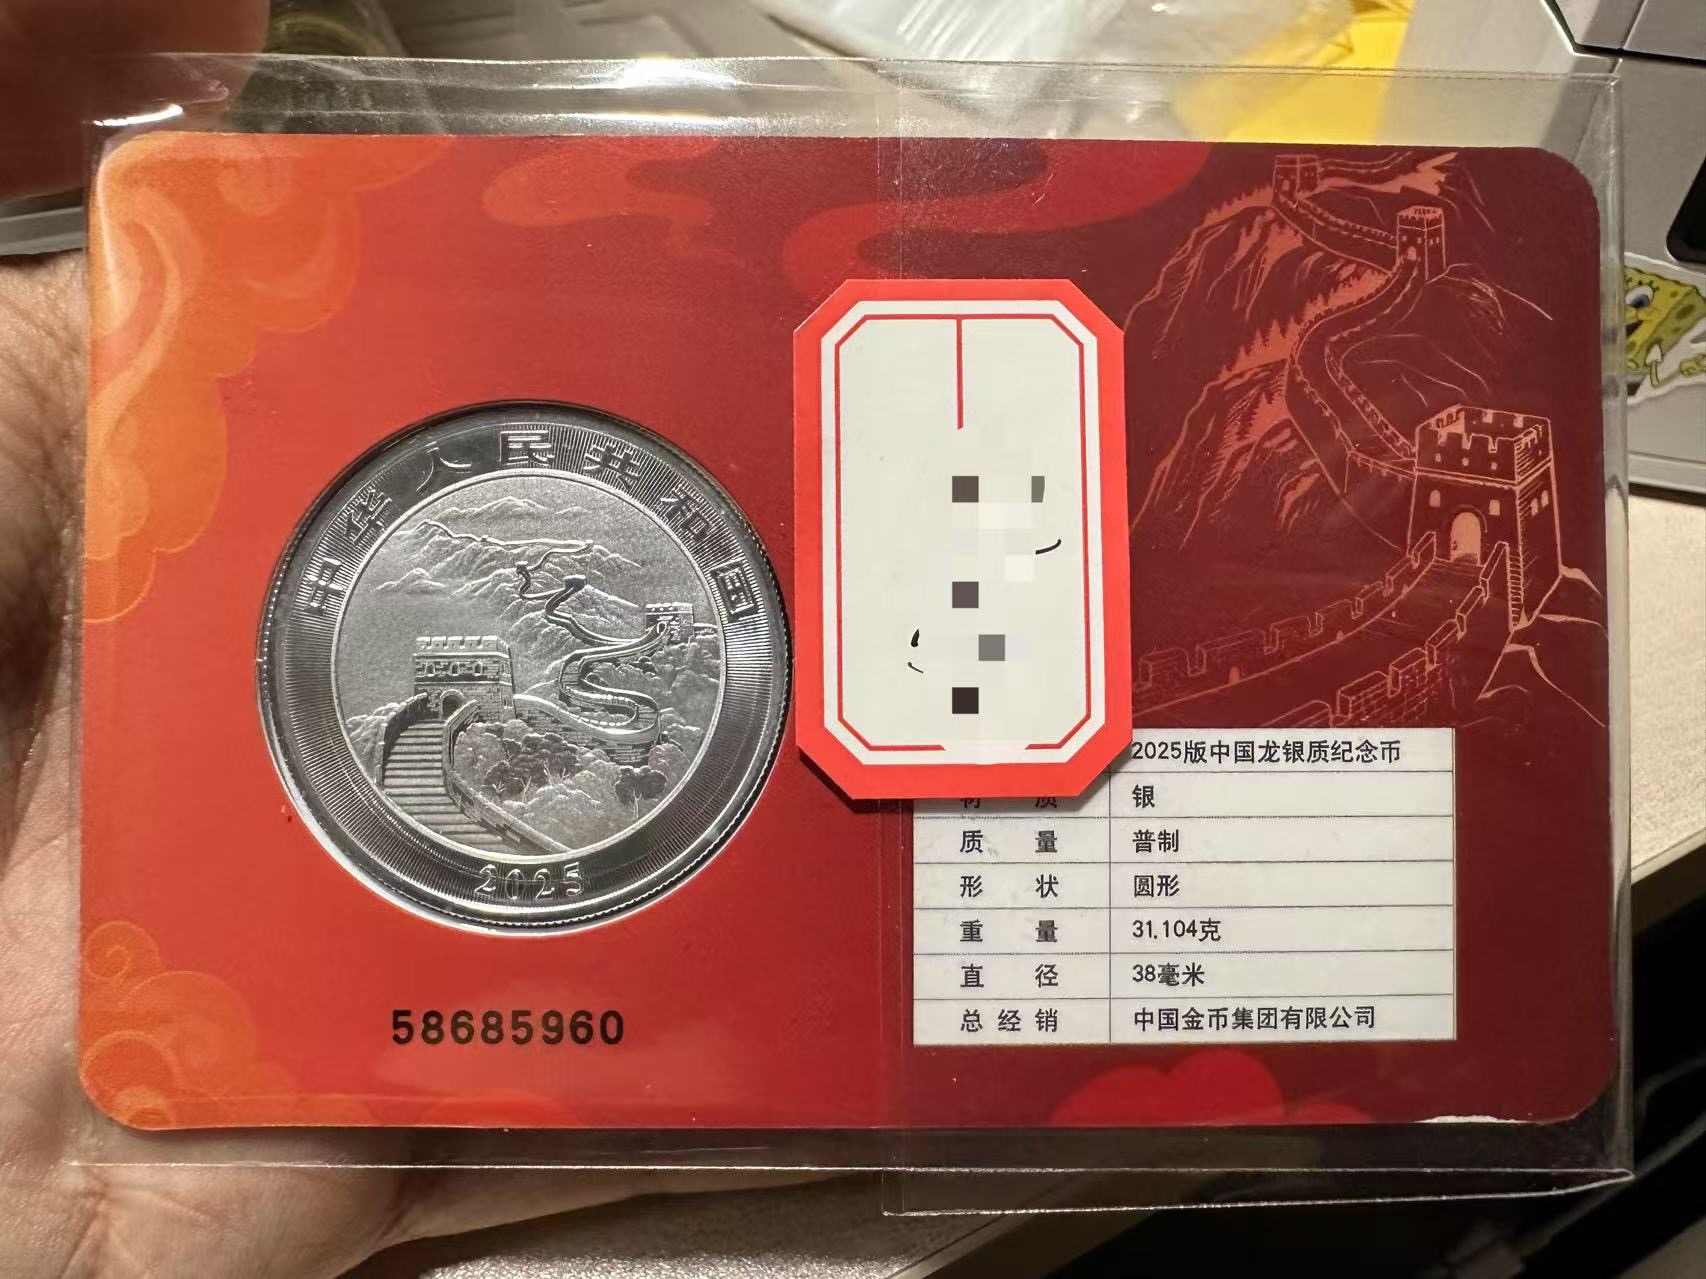 中华人民共和国
2025
58685960
2025版中国龙银质纪念币
材 质 银
质 量 普制
形 状 圆形
重 量 31.104克
直 径 38毫米
总 经 销 中国金币集团有限公司